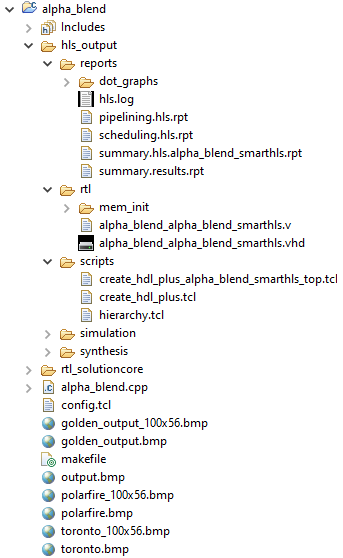 alpha_blend
Includes
hls_output
reports
dot_graphs
hls.log
pipelining.hls.rpt
scheduling.hls.rpt
summary.hls.alpha_blend_smarthls.rpt
summary.results.rpt
rtl
mem_init
alpha_blend_alpha_blend_smarthls.v
alpha_blend_alpha_blend_smarthls.vhd
scripts
create_hdl_plus_alpha_blend_smarthls_top.tcl
create_hdl_plus.tcl
hierarchy.tcl
simulation
synthesis
rtl_solutioncore
alpha_blend.cpp
config.tcl
golden_output_100x56.bmp
golden_output.bmp
makefile
output.bmp
polarfire_100x56.bmp
polarfire.bmp
toronto_100x56.bmp
toronto.bmp